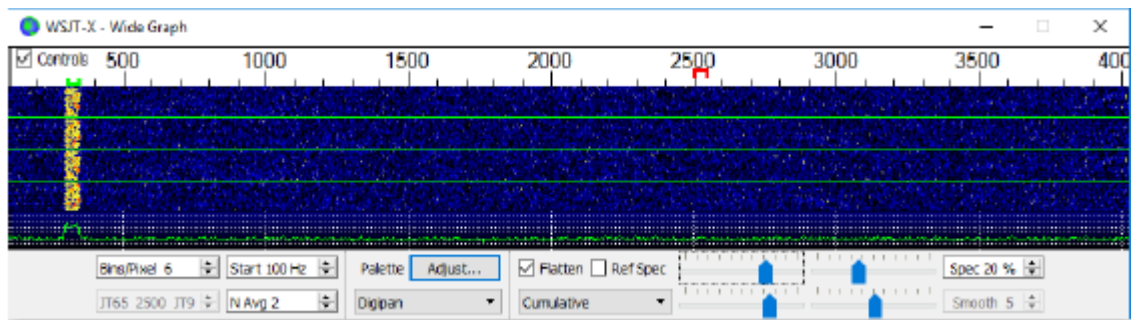 WSJT-X - Wide Graph
Controls 500 1000 1500 2000 2500 3000 3500 400
Bins/Pixel 6 Start 100 Hz Palette Adjust... Flatten Ref Spec Spec 20 %
JT65 2500 JT9 N Avg 2 Digipan Cumulative Smooth 5